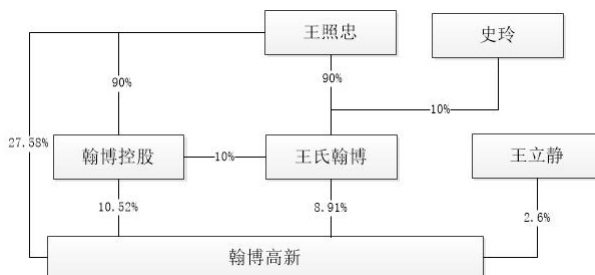 王照忠
史玲
90%
90%
10%
27.58%
翰博控股
10%
王氏翰博
王立静
10.52%
8.91%
2.6%
翰博高新